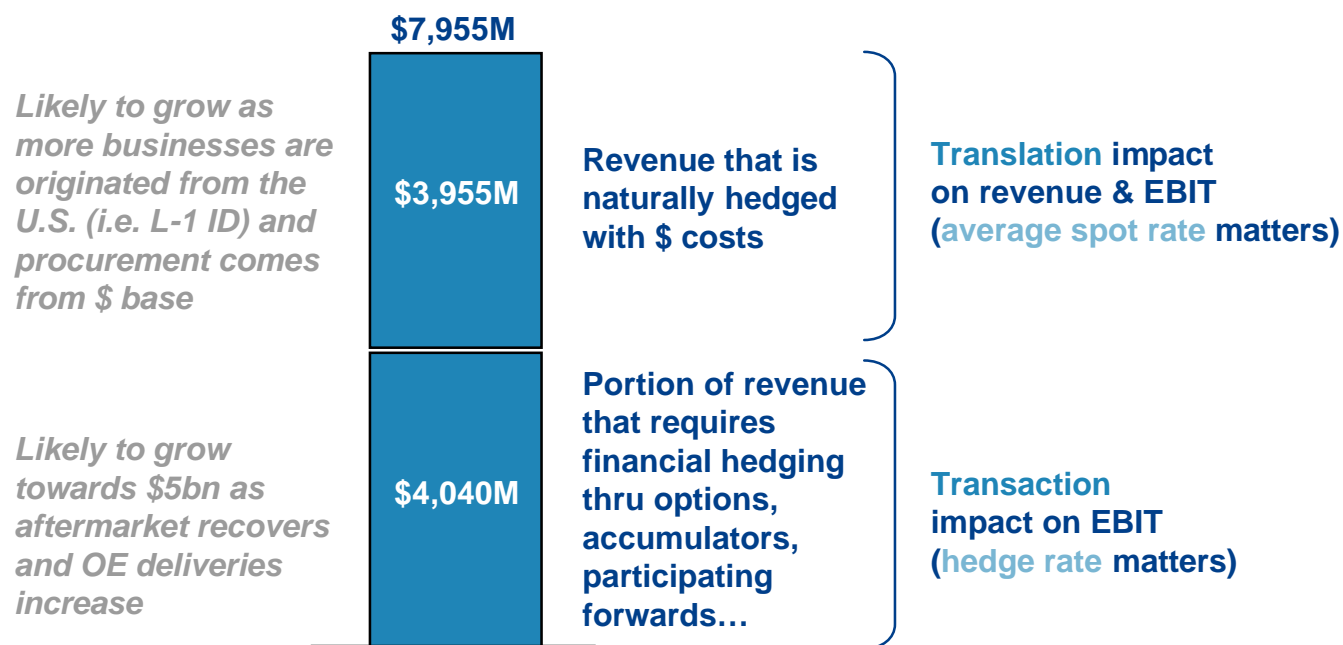 $7,955M
Likely to grow as
more businesses are
originated from the
U.S. (i.e. L-1 ID) and
procurement comes
from $ base
$3,955M
Revenue that is
naturally hedged
with $ costs
Translation impact
on revenue & EBIT
(average spot rate matters)
Likely to grow
towards $5bn as
aftermarket recovers
and OE deliveries
increase
$4,040M
Portion of revenue
that requires
financial hedging
thru options,
accumulators,
participating
forwards…
Transaction
impact on EBIT
(hedge rate matters)